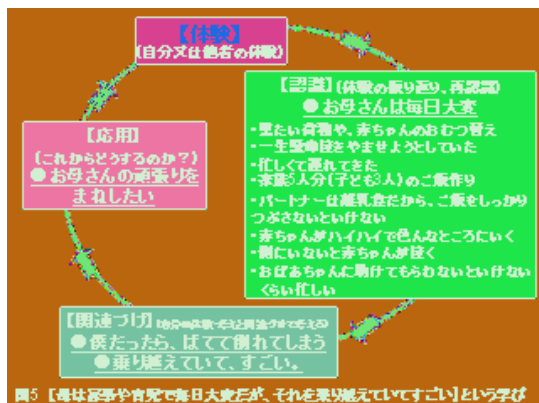 【体験】
(自分又は他者の体験)
【認識】(体験の振り返り、再認識)
●お母さんは毎日大変
・重たい荷物や、赤ちゃんのおむつ替え
・一生懸命泣をやませようとしていた
・忙しくて遅れてきた
・家族5人分(子ども3人)のご飯作り
・パートナーは離乳食だから、ご飯をしっかり
つぶさないといけない
・赤ちゃんがハイハイで色んなところにいく
・側にいないと赤ちゃんが泣く
・おばあちゃんに助けてもらわないといけない
くらい忙しい
【関連づけ】
●僕だったら、ばてて倒れてしまう
●乗り越えていて、すごい。
【応用】
(これからどうするのか?)
●お母さんの頑張りを
まねしたい
図5 【母は家事や育児で毎日大変だが、それを乗り越えていてすごい】という学び